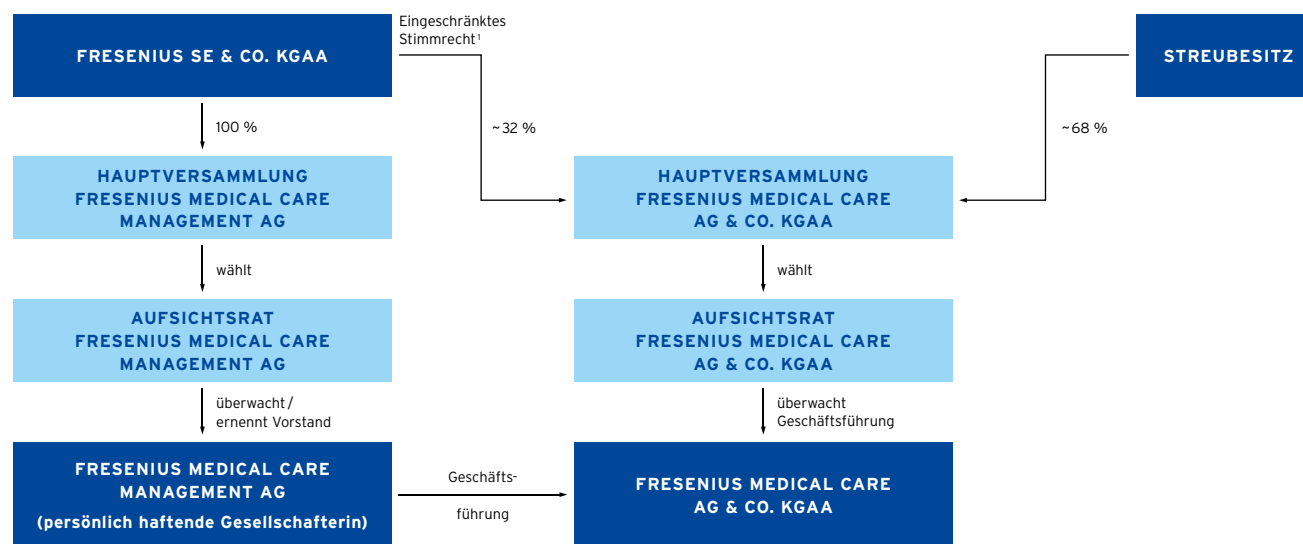 Eingeschränktes
Stimmrecht¹
FRESENIUS SE & CO. KGAA
STREUBESITZ
100 %
~32 %
~68 %
HAUPTVERSAMMLUNG
FRESENIUS MEDICAL CARE
MANAGEMENT AG
HAUPTVERSAMMLUNG
FRESENIUS MEDICAL CARE
AG & CO. KGAA
wählt
wählt
AUFSICHTSRAT
FRESENIUS MEDICAL CARE
MANAGEMENT AG
AUFSICHTSRAT
FRESENIUS MEDICAL CARE
AG & CO. KGAA
überwacht/
ernennt Vorstand
überwacht
Geschäftsführung
FRESENIUS MEDICAL CARE
MANAGEMENT AG
(persönlich haftende Gesellschafterin)
Geschäfts-
führung
FRESENIUS MEDICAL CARE
AG & CO. KGAA